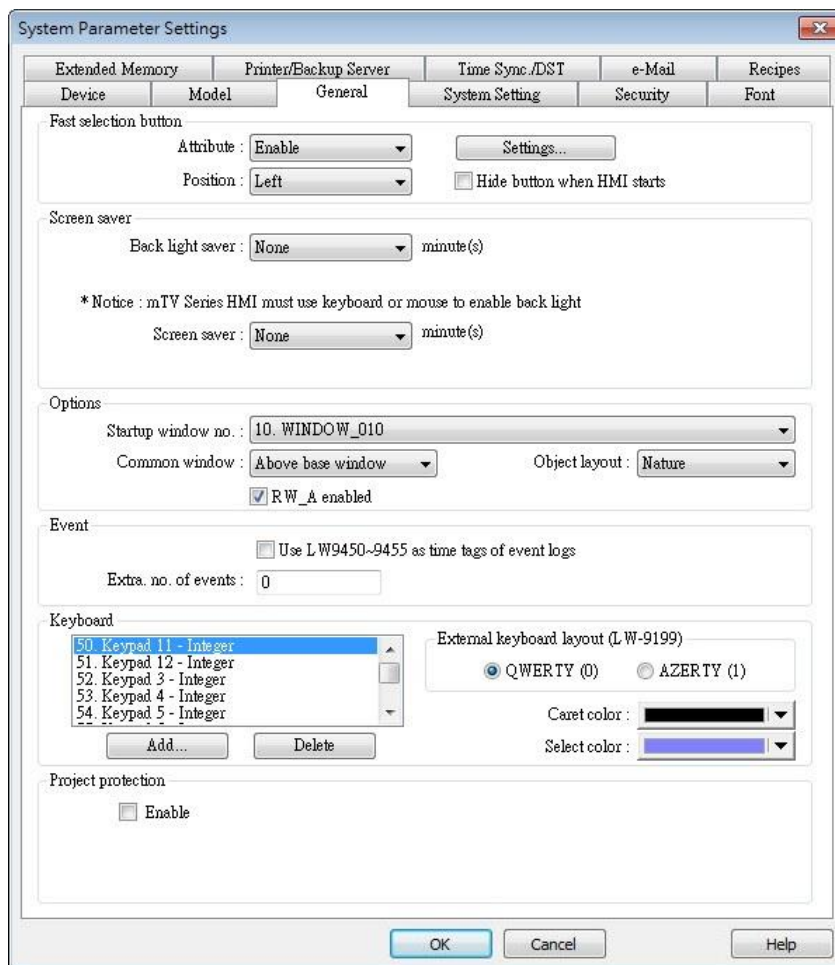 System Parameter Settings
Extended Memory Printer/Backup Server Time Sync./DST e-Mail Recipes
Device Model General System Setting Security Font
Fast selection button
Attribute : Enable Settings...
Position : Left Hide button when HMI starts
Screen saver
Back light saver : None minute(s)
* Notice : mTV Series HMI must use keyboard or mouse to enable back light
Screen saver : None minute(s)
Options
Startup window no. : 10. WINDOW_010
Common window : Above base window Object layout : Nature
RW_A enabled
Event
Use LW9450~9455 as time tags of event logs
Extra. no. of events : 0
Keyboard
50. Keypad 11 - Integer
51. Keypad 12 - Integer
52. Keypad 3 - Integer
53. Keypad 4 - Integer
54. Keypad 5 - Integer
External keyboard layout (LW-9199)
QWERTY (0) AZERTY (1)
Caret color :
Select color :
Add... Delete
Project protection
Enable
OK Cancel Help